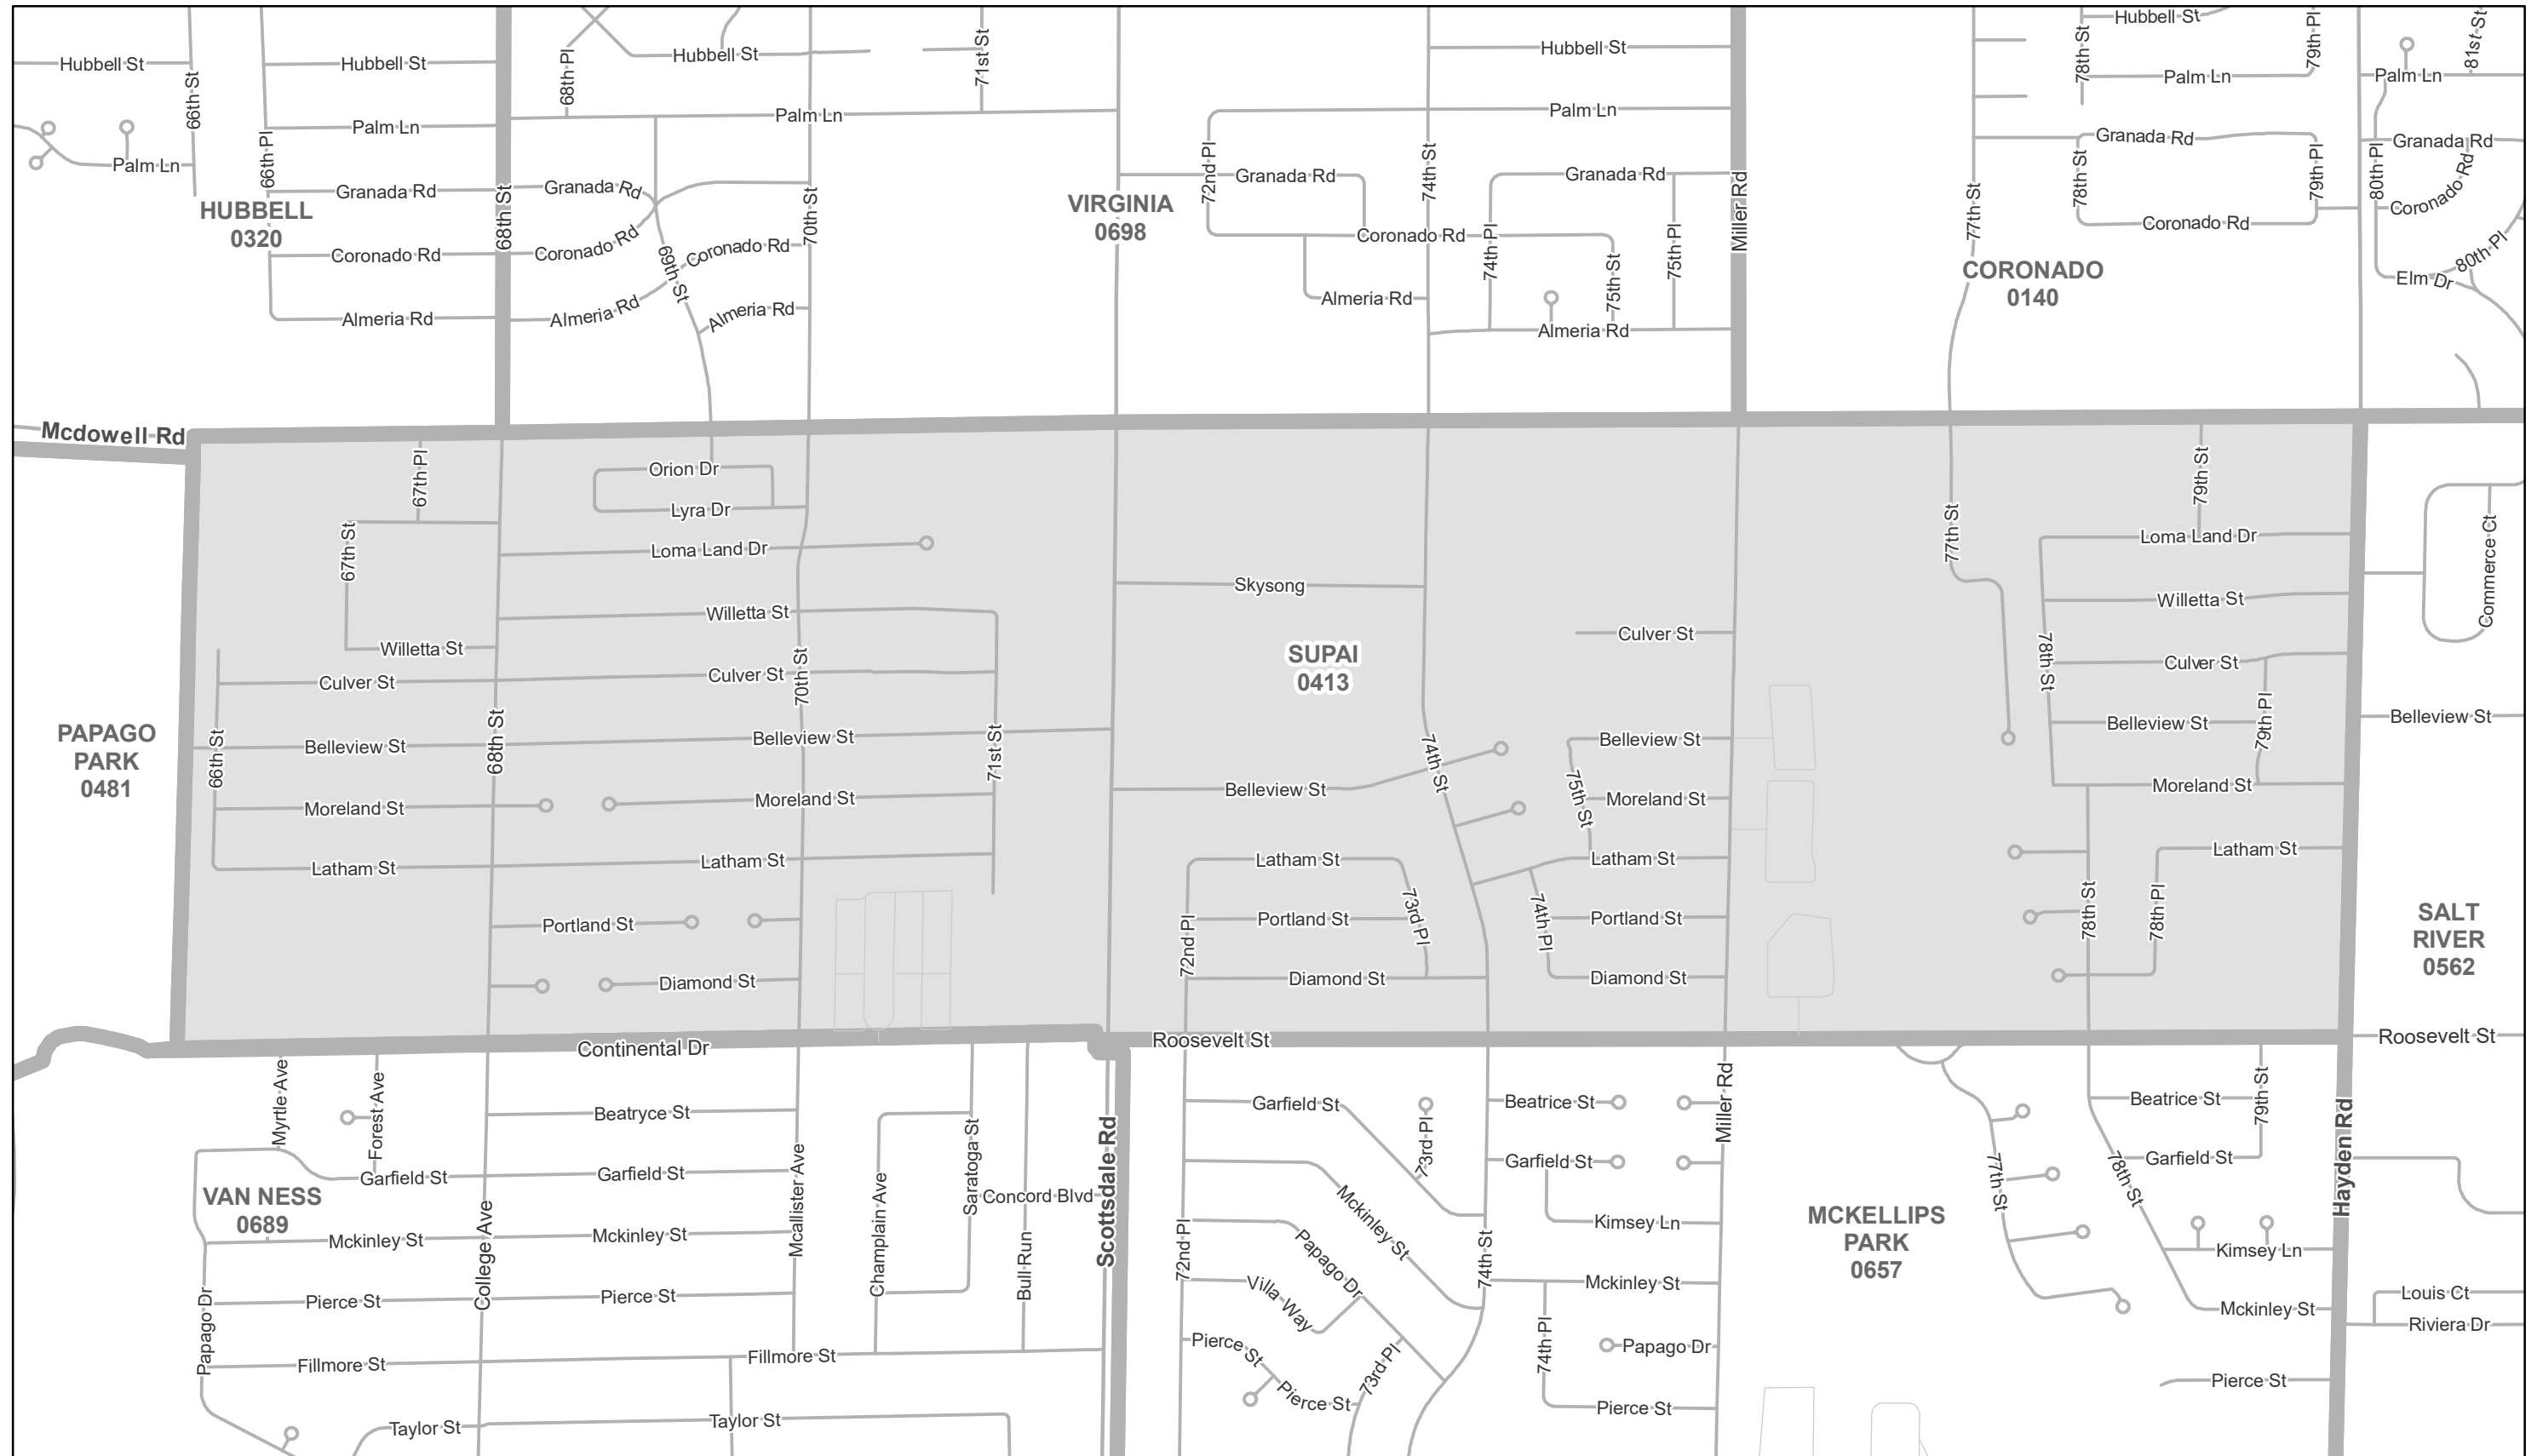 Hubbell St
66th St
Hubbell St
68th Pl
Hubbell St
71st St
Hubbell St
78th St
Hubbell St
79th Pl
81st St
Palm Ln
Palm Ln
66th Pl
Palm Ln
Palm Ln
Palm Ln
Palm Ln
Palm Ln
Granada Rd
Granada Rd
72nd Pl
Granada Rd
74th St
Granada Rd
Granada Rd
Granada Rd
78th St
79th Pl
80th Pl
Coronado Rd
HUBBELL
0320
68th St
70th St
VIRGINIA
0698
Miller Rd
77th St
Coronado Rd
Coronado Rd
Coronado Rd
69th St
Coronado Rd
74th Pl
75th St
75th Pl
Coronado Rd
80th Pl
Elm Dr
CORONADO
0140
Almeria Rd
Almeria Rd
Almeria Rd
Almeria Rd
Almeria Rd
Mcdowell Rd
67th Pl
Orion Dr
Lyra Dr
79th St
67th St
Loma Land Dr
77th St
Loma Land Dr
Commerce Ct
Skysong
Willetta St
Willetta St
Willetta St
Culver St
78th St
Culver St
Culver St
70th St
Culver St
SUPAI
0413
PAPAGO
PARK
0481
66th St
Belleview St
68th St
Belleview St
71st St
74th St
Belleview St
Belleview St
79th Pl
Belleview St
Belleview St
Moreland St
Moreland St
75th St
Moreland St
Moreland St
Latham St
Latham St
Latham St
Latham St
Latham St
Portland St
72nd Pl
Portland St
73rd Pl
74th Pl
Portland St
78th St
78th Pl
SALT
RIVER
0562
Diamond St
Diamond St
Diamond St
Continental Dr
Roosevelt St
Roosevelt St
Myrtle Ave
Forest Ave
Beatryce St
Garfield St
73rd Pl
Beatrice St
Miller Rd
Beatrice St
79th St
Garfield St
Garfield St
Mcallister Ave
Champlain Ave
Saratoga St
Concord Blvd
Scottsdale Rd
Garfield St
77th St
78th St
Garfield St
Hayden Rd
VAN NESS
0689
Mckinley St
College Ave
Mckinley St
Bull Run
72nd Pl
Mckinley St
74th St
Kimsey Ln
MCKELLIPS
PARK
0657
Kimsey Ln
Papago Dr
Pierce St
Pierce St
Papago Dr
Villa Way
Mckinley St
Mckinley St
Louis Ct
Riviera Dr
Fillmore St
Fillmore St
Pierce St
Pierce St
73rd Pl
74th Pl
Papago Dr
Pierce St
Pierce St
Taylor St
Taylor St